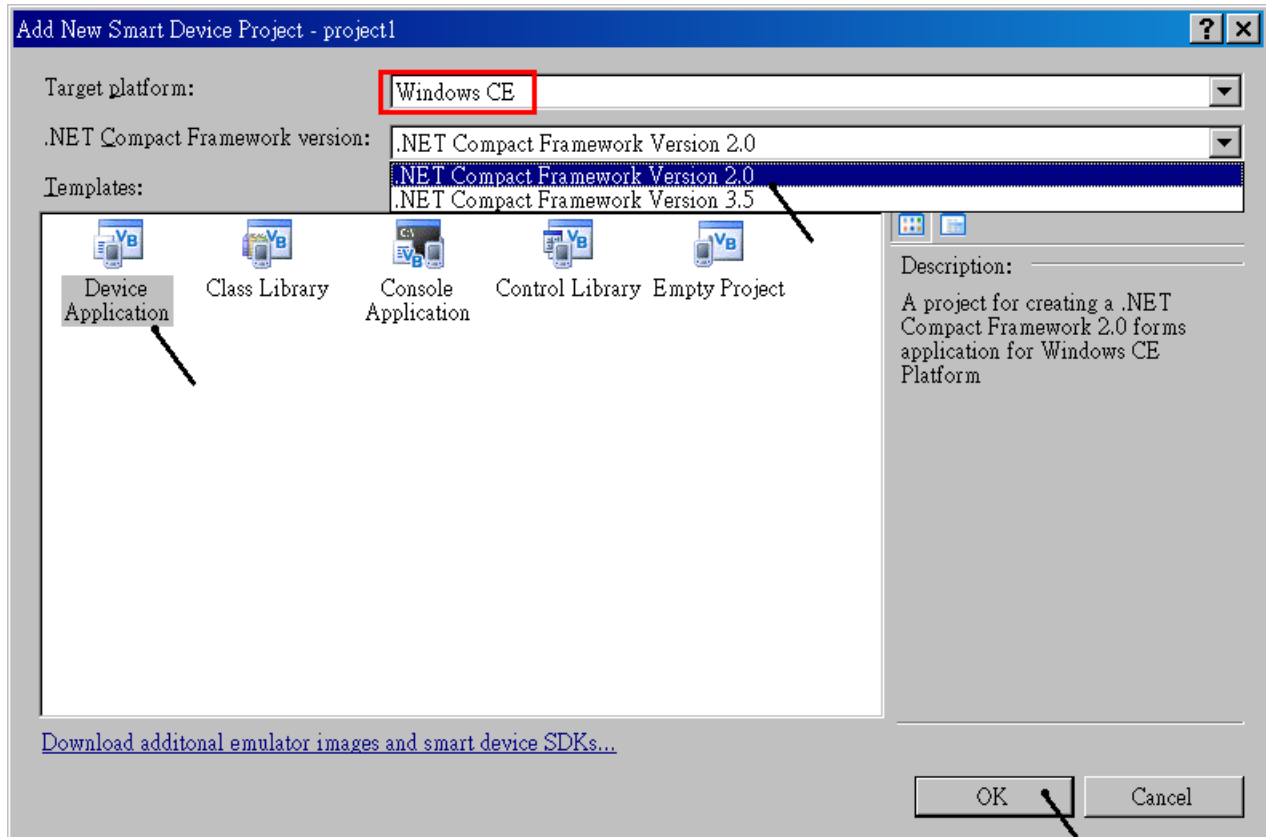 Add New Smart Device Project - project1
? ×
Target platform:
Windows CE
.NET Compact Framework version:
.NET Compact Framework Version 2.0
.NET Compact Framework Version 2.0
.NET Compact Framework Version 3.5
Templates:
Device
Application
Class Library
Console
Application
Control Library
Empty Project
Description:
A project for creating a .NET
Compact Framework 2.0 forms
application for Windows CE
Platform
Download additonal emulator images and smart device SDKs...
OK
Cancel